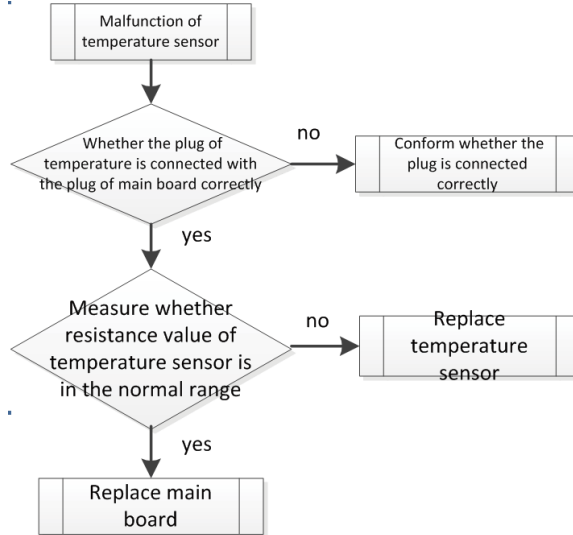 Malfunction of
temperature sensor
Whether the plug of
temperature is connected with
the plug of main board correctly
no
Conform whether the
plug is connected
correctly
yes
Measure whether
resistance value of
temperature sensor is
in the normal range
no
Replace
temperature
sensor
yes
Replace main
board